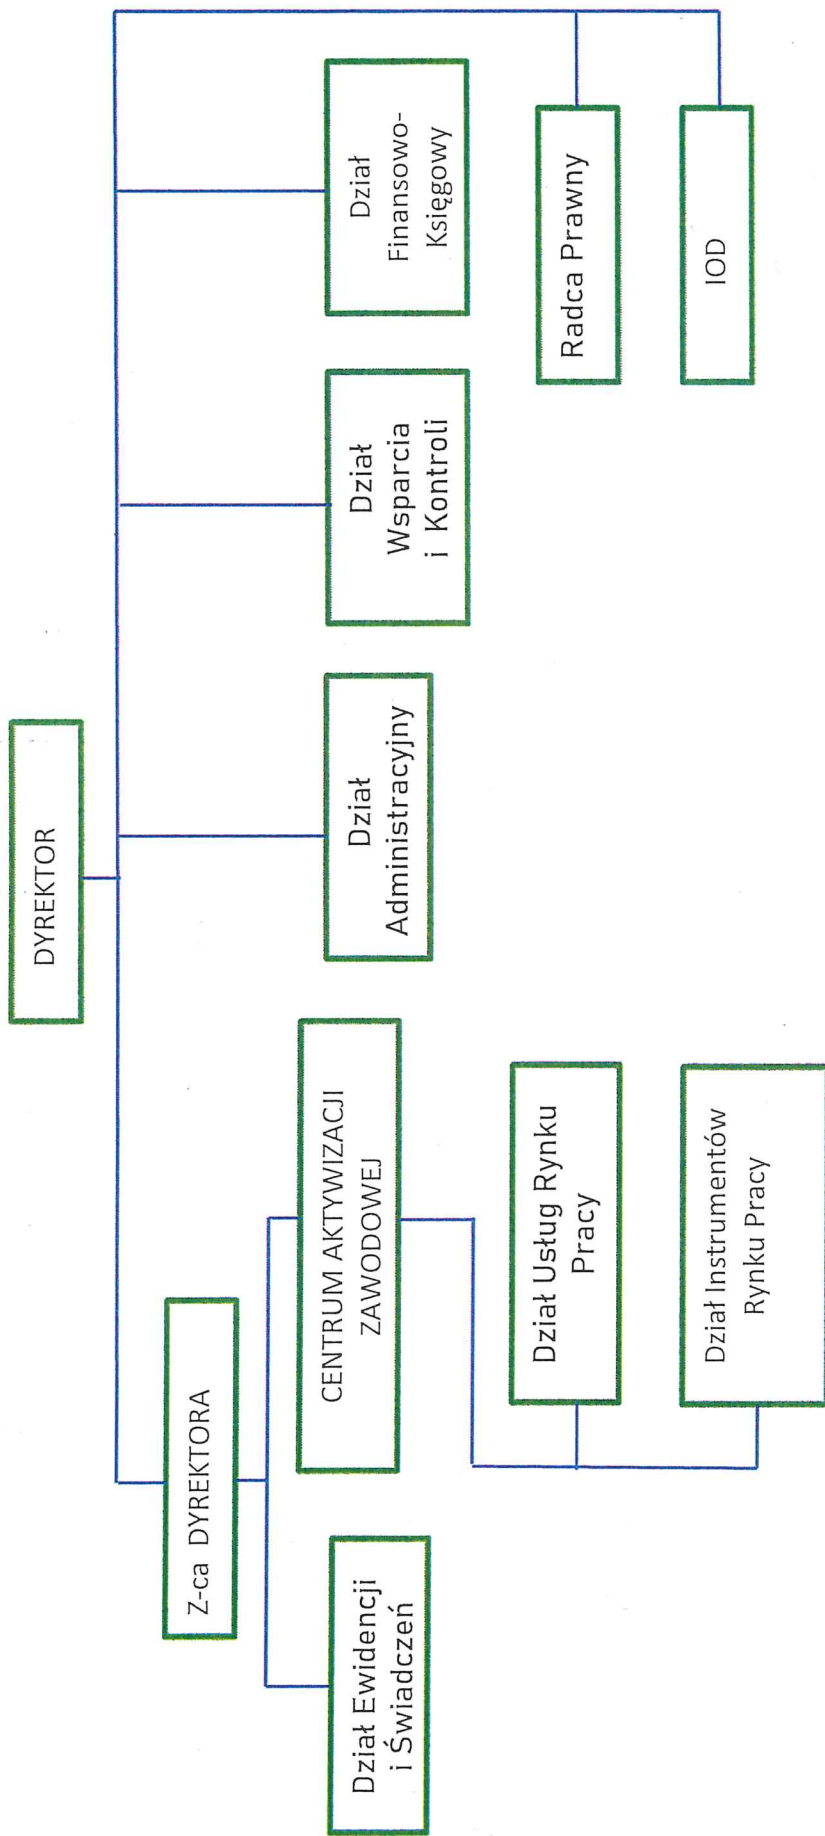 DYREKTOR
Z-ca DYREKTORA
Dział Ewidencji
i Świadczeń
CENTRUM AKTYWIZACJI
ZAWODOWEJ
Dział Usług Rynku
Pracy
Dział Instrumentów
Rynku Pracy
Dział
Administracyjny
Dział
Wsparcia
i Kontroli
Dział
Finansowo-
Księgowy
Radca Prawny
IOD